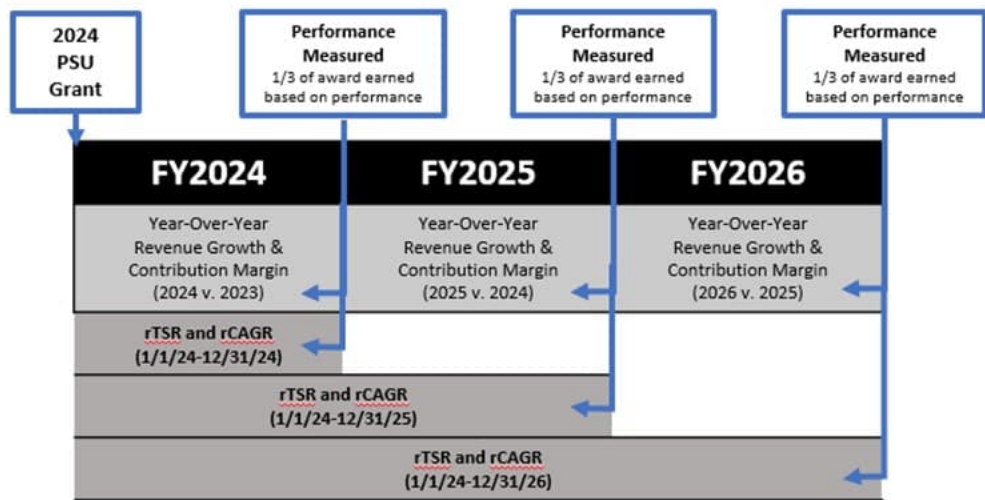 2024
PSU
Grant
Performance
Measured
1/3 of award earned
based on performance
Performance
Measured
1/3 of award earned
based on performance
Performance
Measured
1/3 of award earned
based on performance
FY2024
FY2025
FY2026
Year-Over-Year
Revenue Growth &
Contribution Margin
(2024 v. 2023)
Year-Over-Year
Revenue Growth &
Contribution Margin
(2025 v. 2024)
Year-Over-Year
Revenue Growth &
Contribution Margin
(2026 v. 2025)
rTSR and rCAGR
(1/1/24-12/31/24)
rTSR and rCAGR
(1/1/24-12/31/25)
rTSR and rCAGR
(1/1/24-12/31/26)